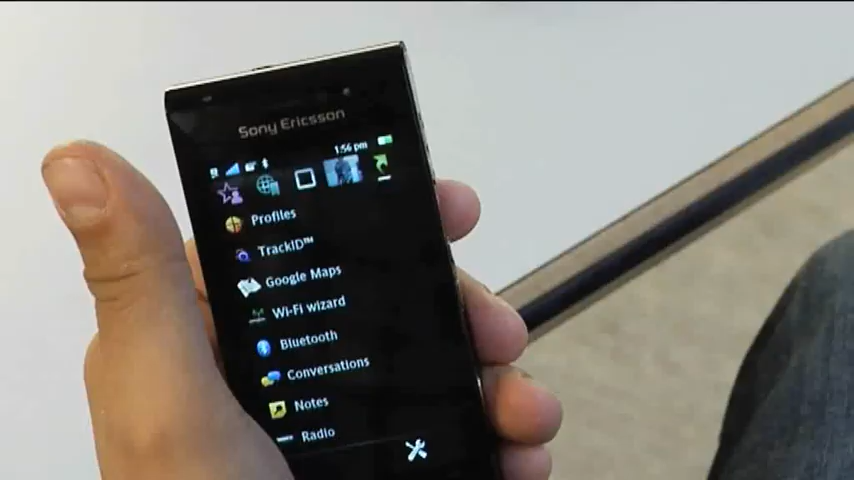 Sony Ericsson
1:56 pm
Profiles
TrackID™
Google Maps
Wi-Fi wizard
Bluetooth
Conversations
Notes
Radio